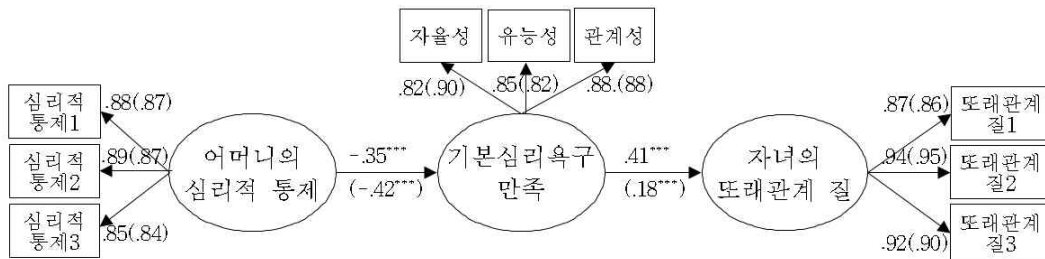 자율성
유능성
관계성
.82(.90)
.85(.82)
.88.(88)
심리적
통제1
.88(.87)
심리적
통제2
.89(.87)
심리적
통제3
.85(.84)
어머니의
심리적 통제
-.35***
(-.42***)
기본심리욕구
만족
.41***
(.18***)
자녀의
또래관계 질
.87(.86)
또래관계
질1
.94(.95)
또래관계
질2
.92(.90)
또래관계
질3